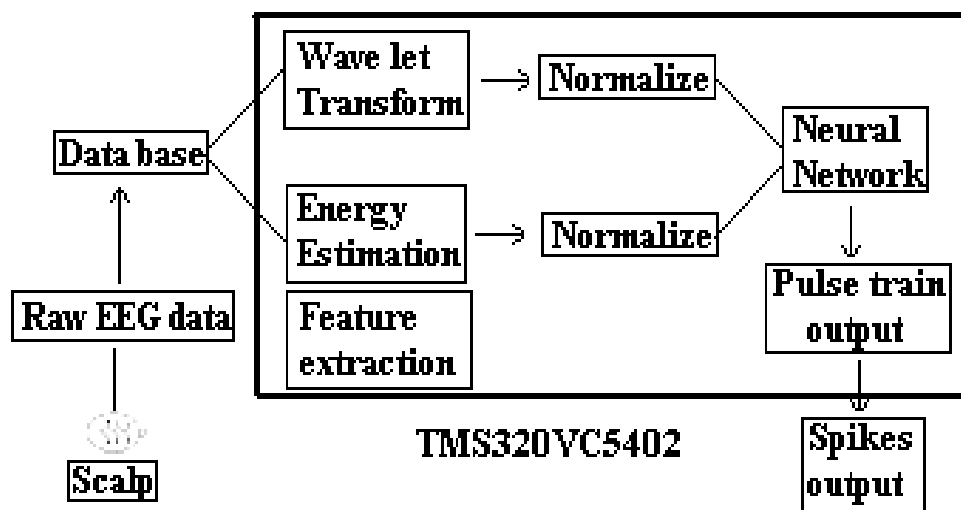 Wave let
Transform
Normalize
Data base
Neural
Network
Energy
Estimation
Normalize
Raw EEG data
Feature
extraction
Pulse train
output
TMS320VC5402
Scalp
Spikes
output